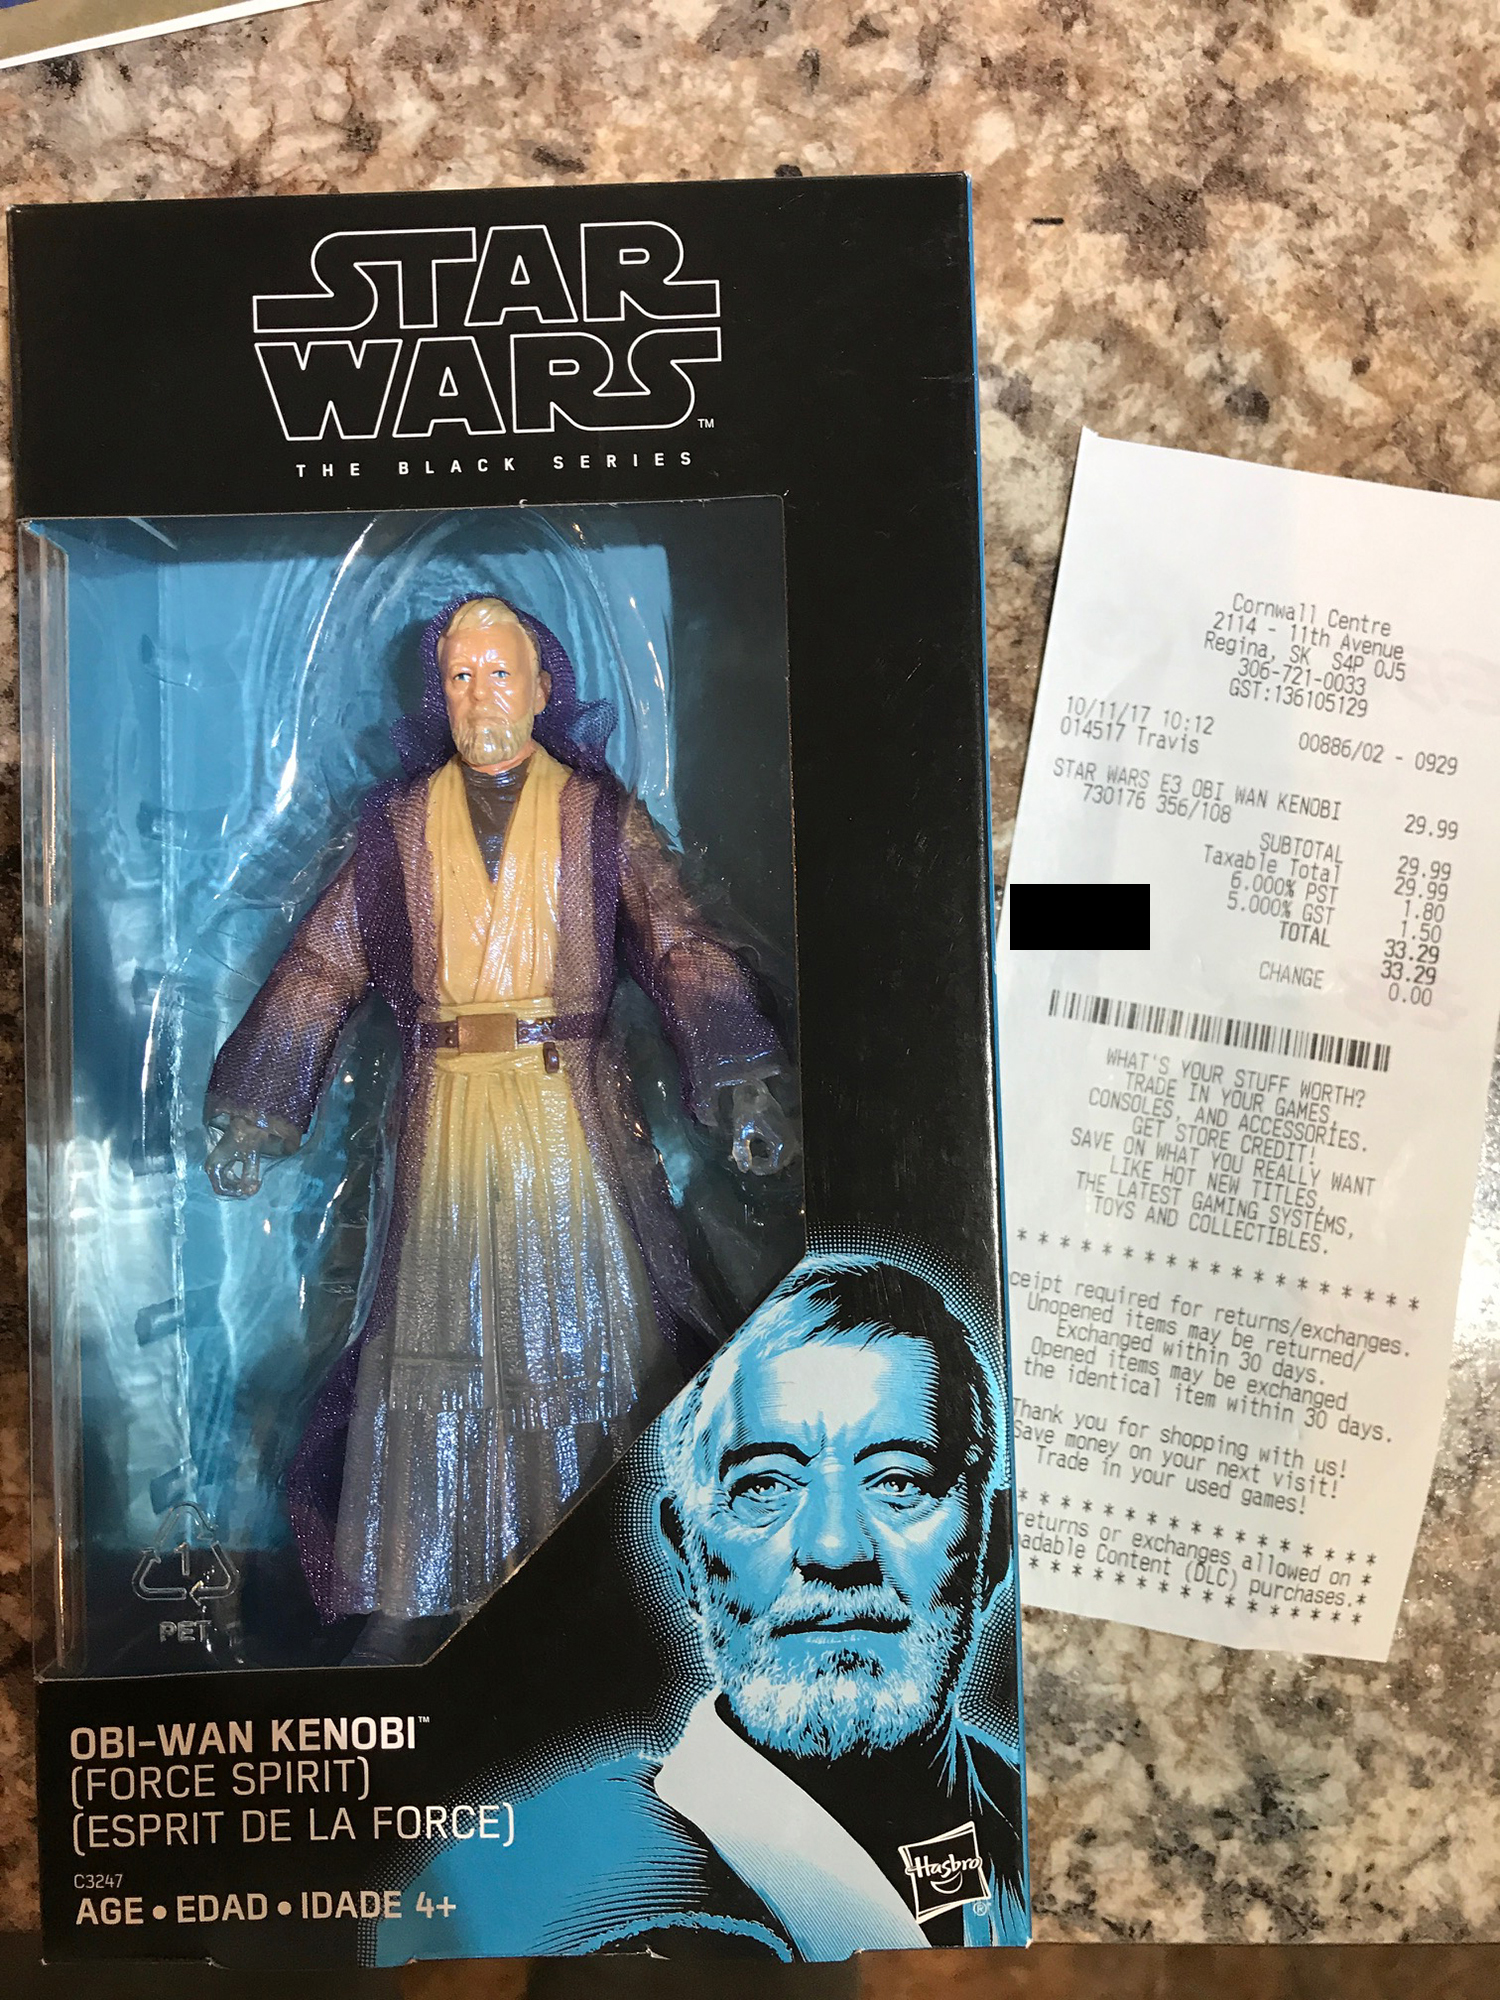 STAR
WARS™
THE BLACK SERIES
PET
1
OBI-WAN KENOBI™
(FORCE SPIRIT)
(ESPRIT DE LA FORCE)
C3247
AGE • EDAD • IDADE 4+
Hasbro
®
Cornwall Centre
2114 - 11th Avenue
Regina, SK S4P 0J5
306-721-0033
GST:136105129
10/11/17 10:12
014517 Travis 00886/02 - 0929
STAR WARS E3 OBI WAN KENOBI 29.99
730176 356/108
SUBTOTAL 29.99
Taxable Total 29.99
6.000% PST 1.80
5.000% GST 1.50
TOTAL 33.29
33.29
CHANGE 0.00
WHAT'S YOUR STUFF WORTH?
TRADE IN YOUR GAMES,
CONSOLES, AND ACCESSORIES.
GET STORE CREDIT!
SAVE ON WHAT YOU REALLY WANT
LIKE HOT NEW TITLES,
THE LATEST GAMING SYSTEMS,
TOYS AND COLLECTIBLES.
* * * * * * * * * * * * * * * * * * *
ceipt required for returns/exchanges.
Unopened items may be returned/
Exchanged within 30 days.
Opened items may be exchanged
the identical item within 30 days.
Thank you for shopping with us!
Save money on your next visit!
Trade in your used games!
* * * * * * * * * * * * * * * * *
returns or exchanges allowed on *
adable Content (DLC) purchases.*
* * * * * * * * * * * * * * * *